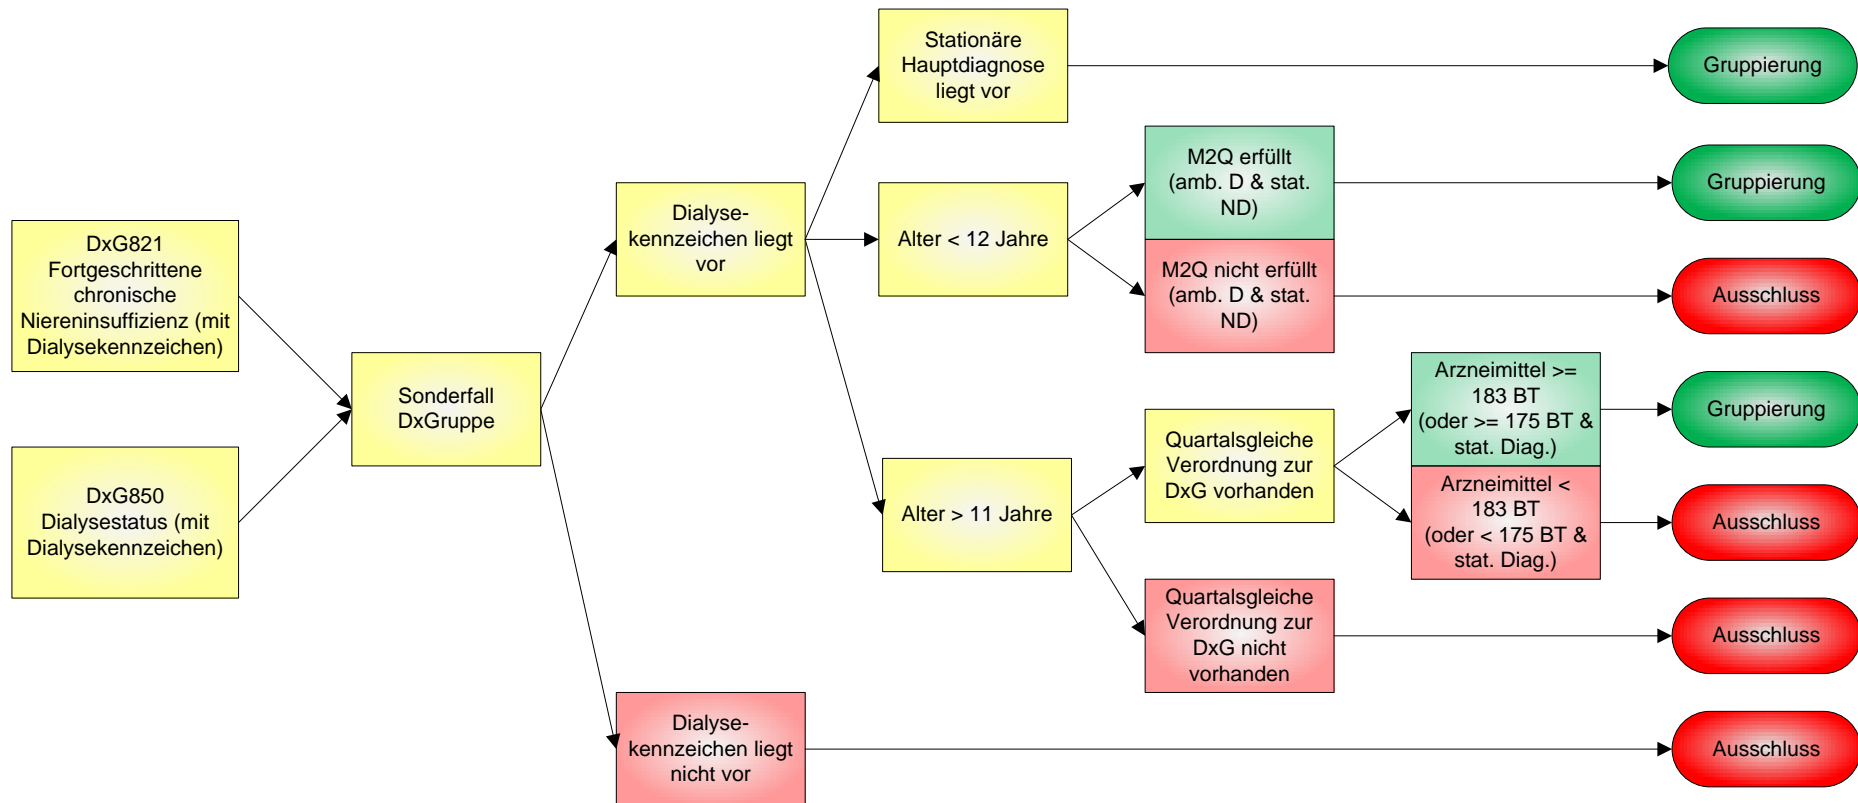 DxG821
Fortgeschrittene
chronische
Niereninsuffizienz (mit
Dialysekennzeichen)
DxG850
Dialysestatus (mit
Dialysekennzeichen)
Sonderfall
DxGruppe
Dialyse-
kennzeichen liegt
vor
Dialyse-
kennzeichen liegt
nicht vor
Stationäre
Hauptdiagnose
liegt vor
Alter < 12 Jahre
Alter > 11 Jahre
M2Q erfüllt
(amb. D & stat.
ND)
M2Q nicht erfüllt
(amb. D & stat.
ND)
Quartalsgleiche
Verordnung zur
DxG vorhanden
Quartalsgleiche
Verordnung zur
DxG nicht
vorhanden
Arzneimittel >=
183 BT
(oder >= 175 BT &
stat. Diag.)
Arzneimittel <
183 BT
(oder < 175 BT &
stat. Diag.)
Gruppierung
Gruppierung
Ausschluss
Gruppierung
Ausschluss
Ausschluss
Ausschluss